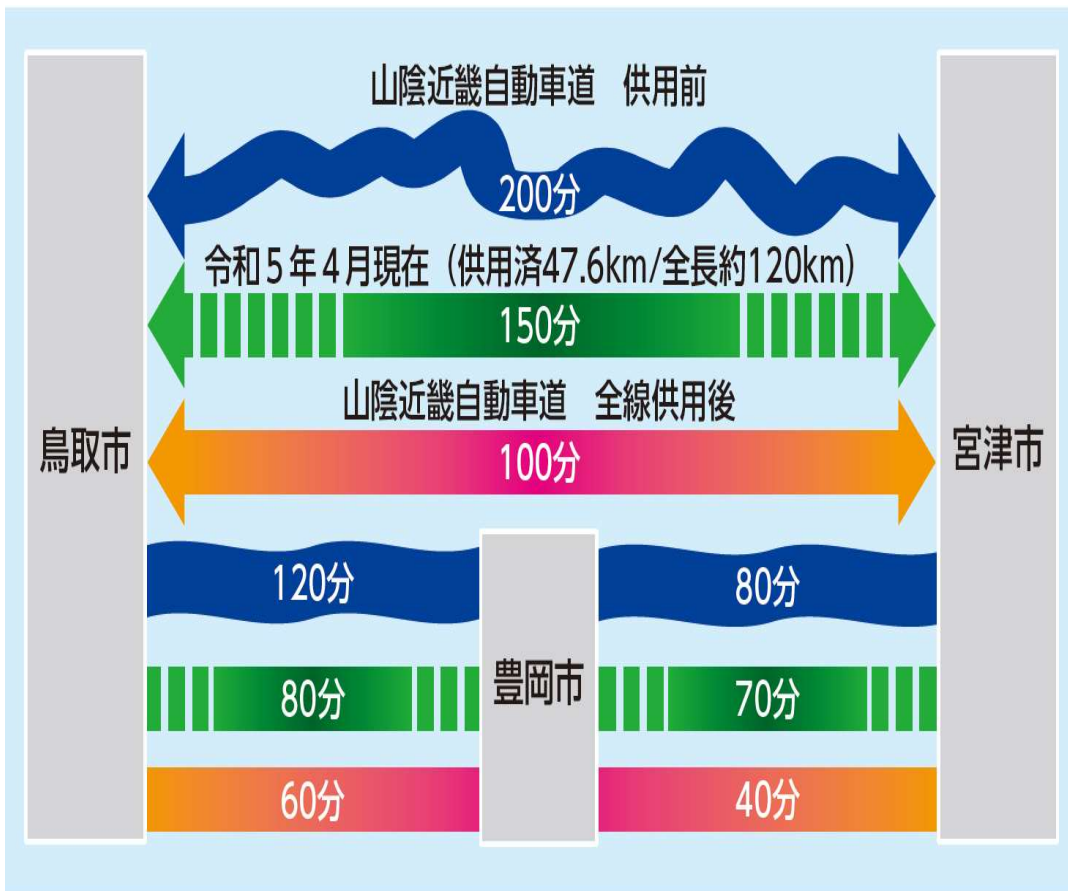 山陰近畿自動車道　供用前
200分
令和5年4月現在（供用済47.6km/全長約120km）
150分
山陰近畿自動車道　全線供用後
100分
鳥取市
宮津市
120分
80分
豊岡市
80分
70分
60分
40分